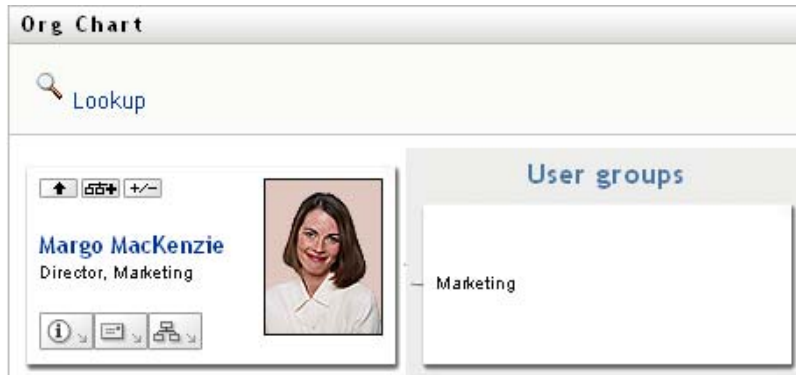 Org Chart
Lookup
User groups
+/-
Margo MacKenzie
Director, Marketing
Marketing